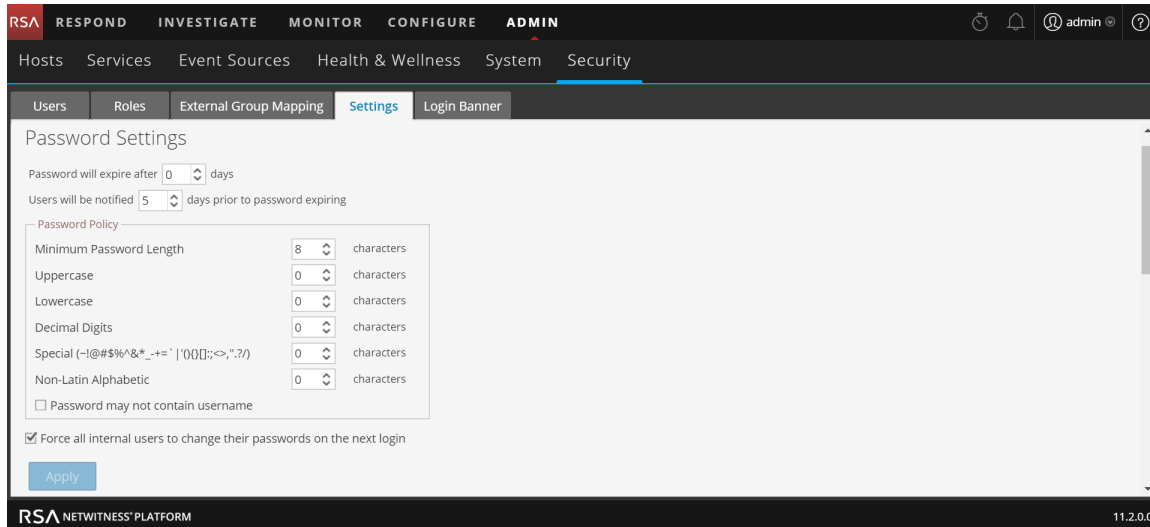 RSA RESPOND INVESTIGATE MONITOR CONFIGURE ADMIN admin
Hosts Services Event Sources Health & Wellness System Security
Users Roles External Group Mapping Settings Login Banner
Password Settings
Password will expire after 0 days
Users will be notified 5 days prior to password expiring
Password Policy
Minimum Password Length 8 characters
Uppercase 0 characters
Lowercase 0 characters
Decimal Digits 0 characters
Special (~!@#$%^&*_-+=`|'(){}[]:;<>,".?/) 0 characters
Non-Latin Alphabetic 0 characters
Password may not contain username
Force all internal users to change their passwords on the next login
Apply
RSA NETWITNESS® PLATFORM 11.2.0.0